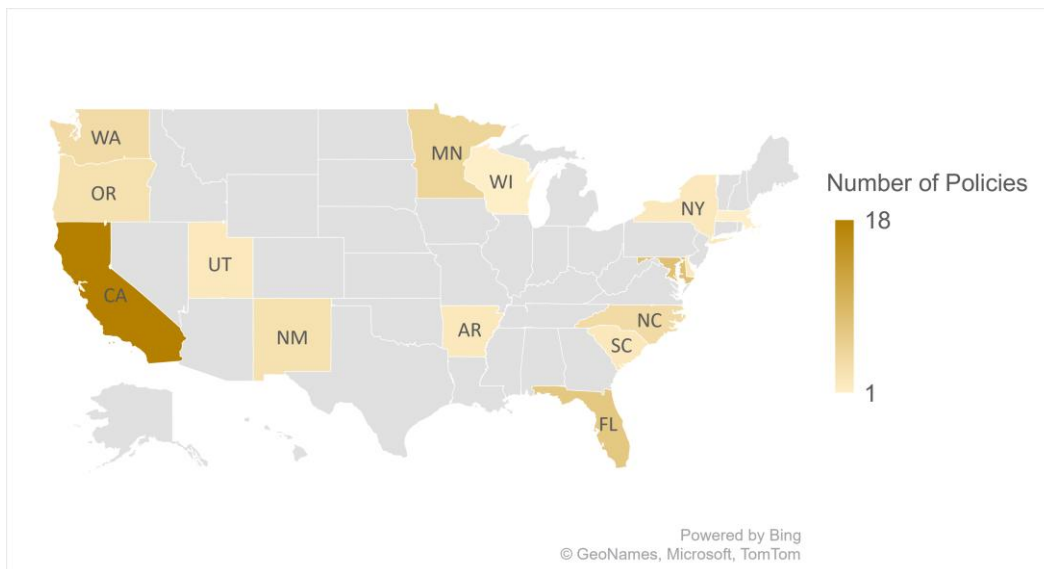 WA
MN
OR
WI
NY
UT
CA
NM
AR
NC
SC
FL
Number of Policies
18
1
Powered by Bing
© GeoNames, Microsoft, TomTom